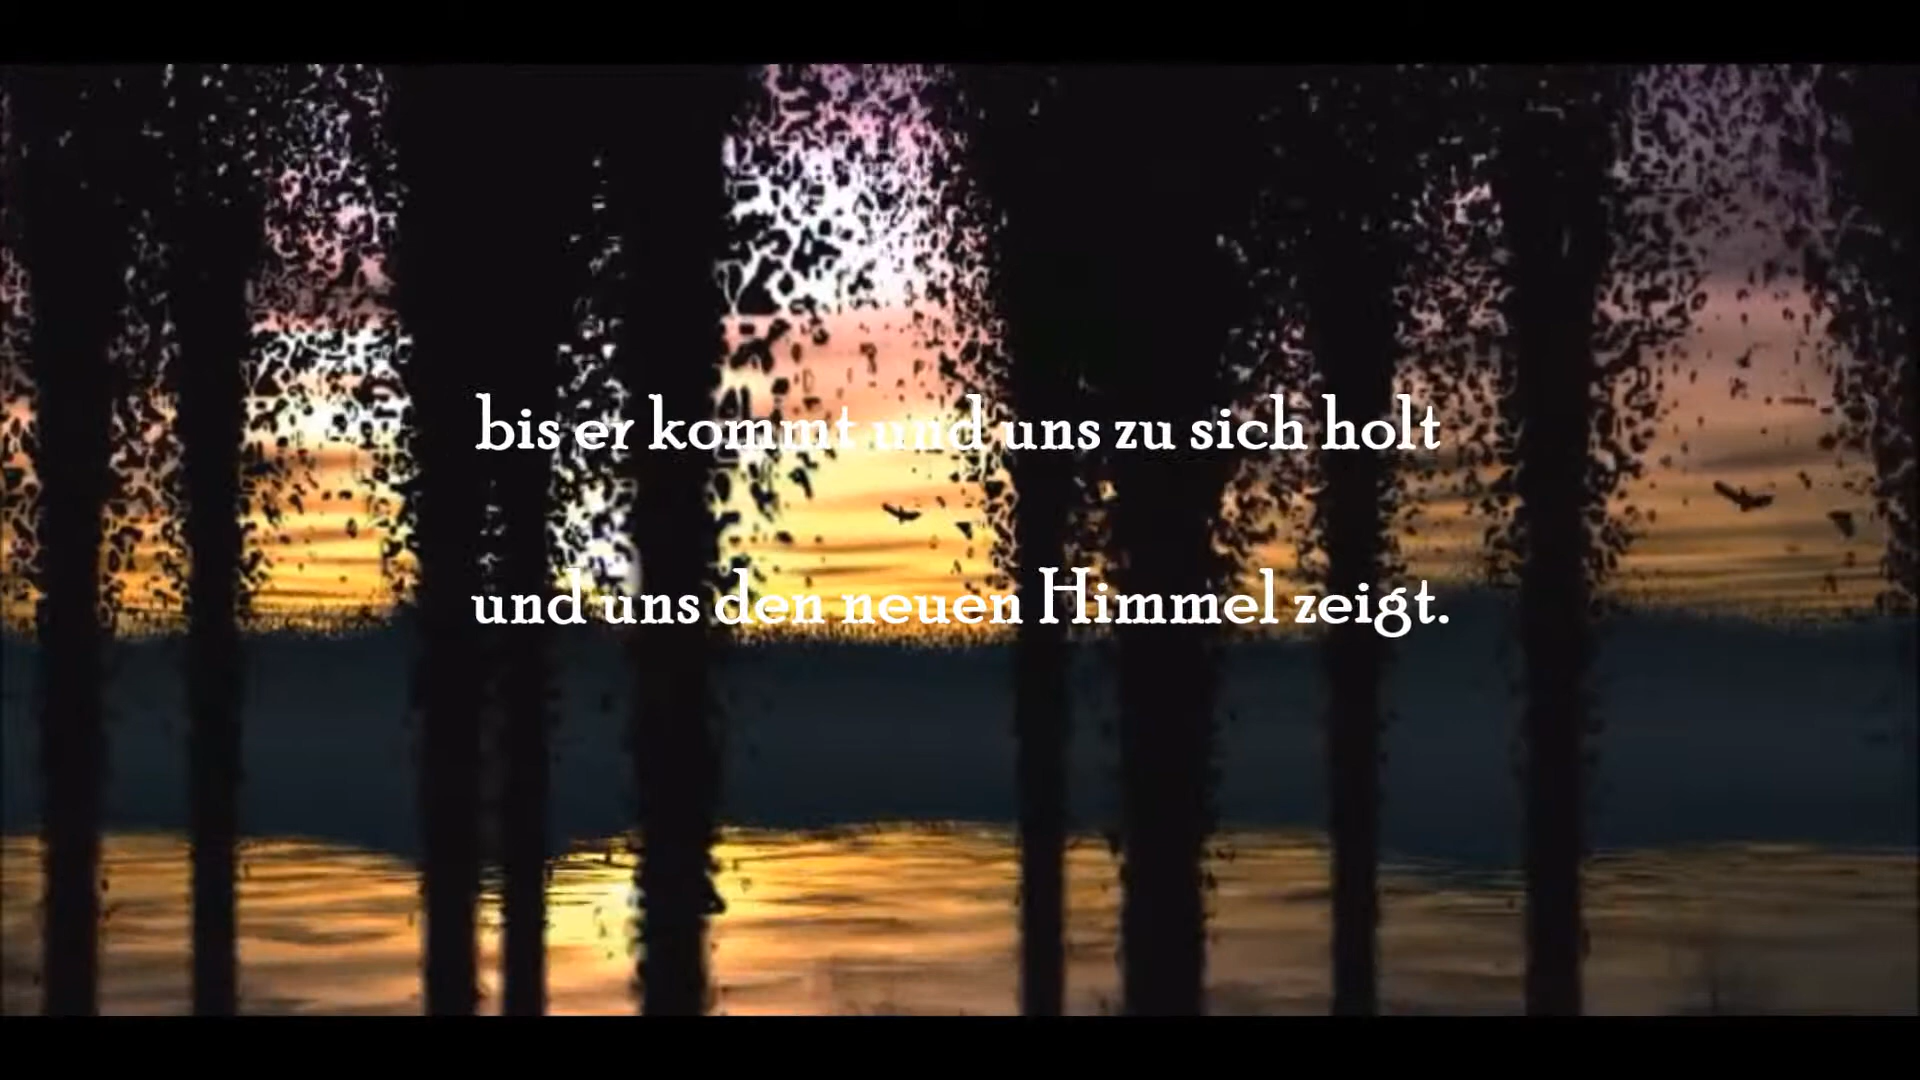 bis er kommt und uns zu sich holt
und uns den neuen Himmel zeigt.